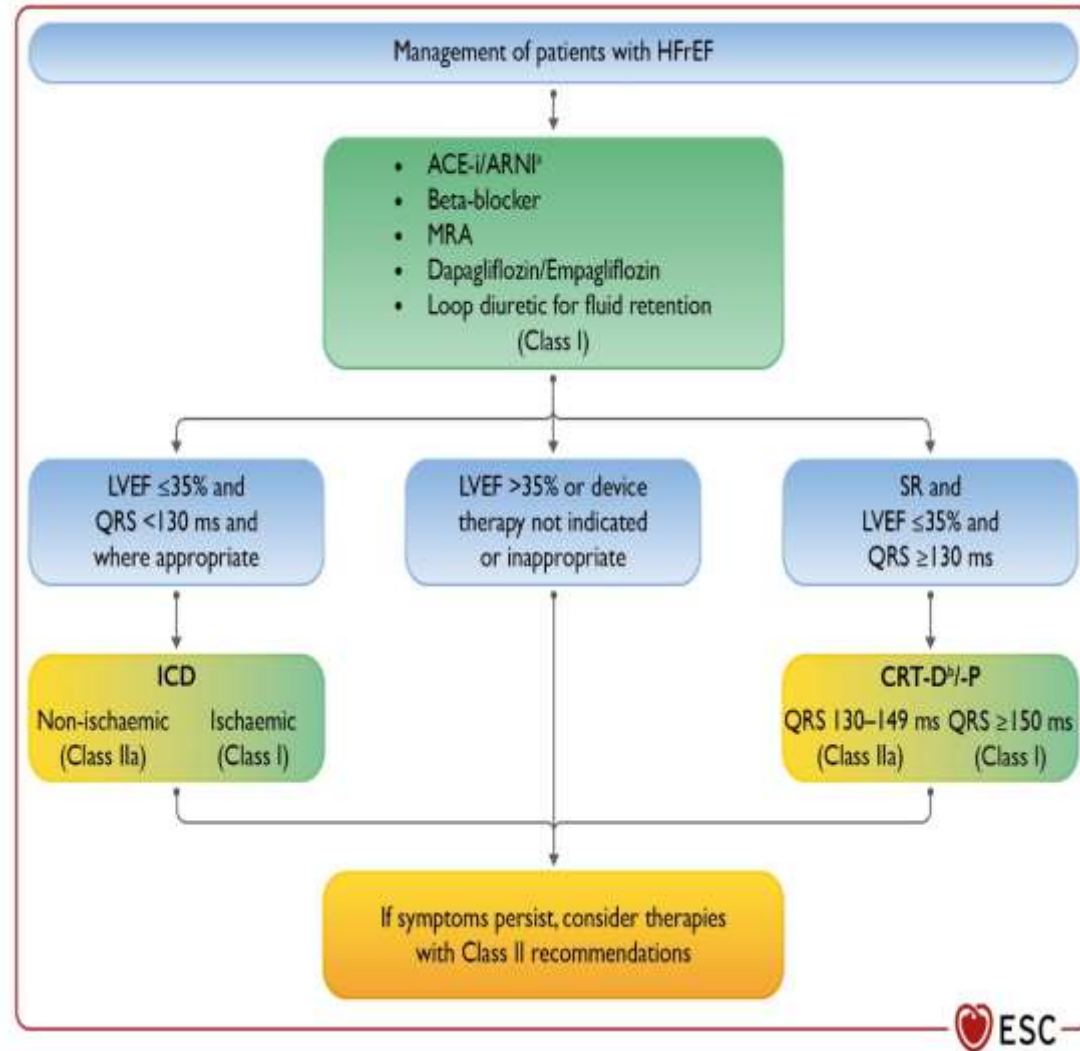 Management of patients with HFrEF
• ACE-i/ARNIᵃ
• Beta-blocker
• MRA
• Dapagliflozin/Empagliflozin
• Loop diuretic for fluid retention
(Class I)
LVEF ≤35% and
QRS <130 ms and
where appropriate
LVEF >35% or device
therapy not indicated
or inappropriate
SR and
LVEF ≤35% and
QRS ≥130 ms
ICD
Non-ischaemic
(Class IIa)
Ischaemic
(Class I)
CRT-Dᵇ/-P
QRS 130–149 ms
(Class IIa)
QRS ≥150 ms
(Class I)
If symptoms persist, consider therapies
with Class II recommendations
ESC